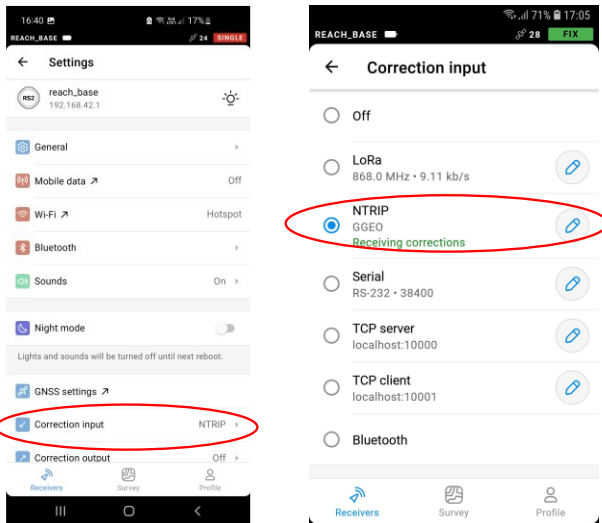 16:40 17%
REACH_BASE 24 SINGLE
Settings
RS2
reach_base
192.168.42.1
General
Mobile data Off
Wi-Fi Hotspot
Bluetooth
Sounds On
Night mode
Lights and sounds will be turned off until next reboot.
GNSS settings
Correction input NTRIP
Correction output Off
Receivers Survey Profile
71% 17:05
REACH_BASE 28 FIX
Correction input
Off
LoRa
868.0 MHz • 9.11 kb/s
NTRIP
GGEO
Receiving corrections
Serial
RS-232 • 38400
TCP server
localhost:10000
TCP client
localhost:10001
Bluetooth
Receivers Survey Profile